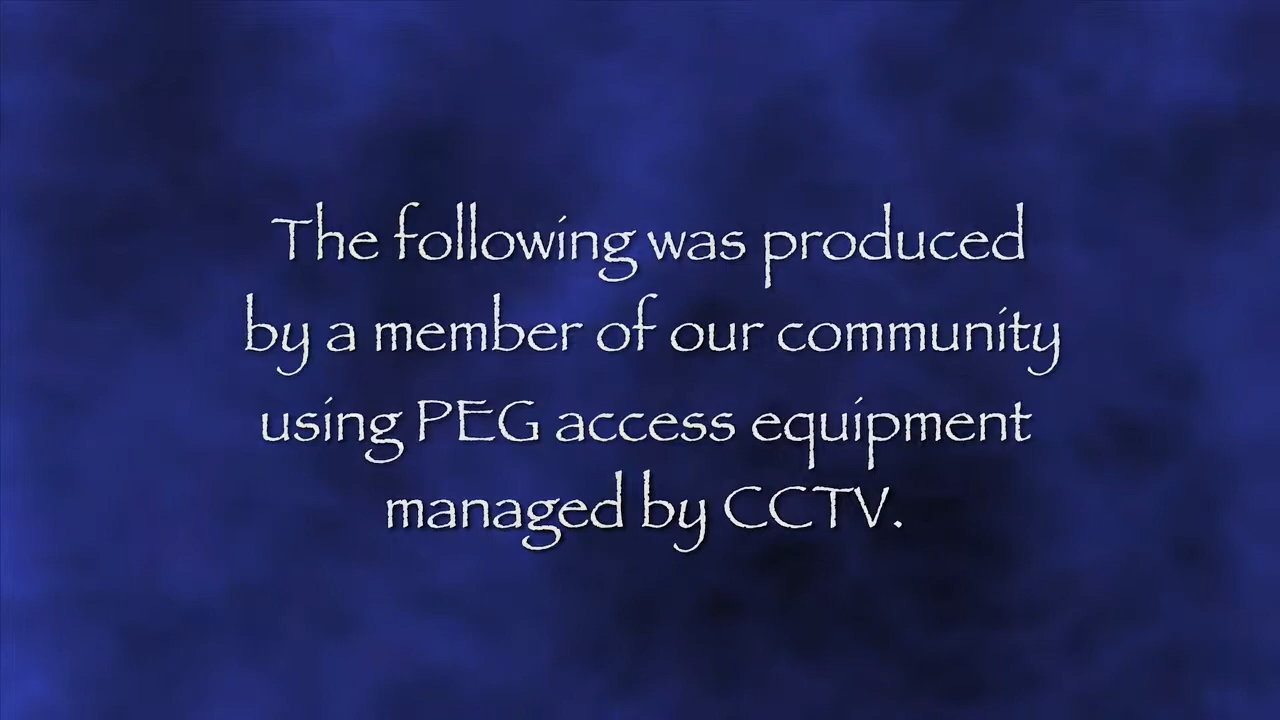 The following was produced
by a member of our community
using PEG access equipment
managed by CCTV.